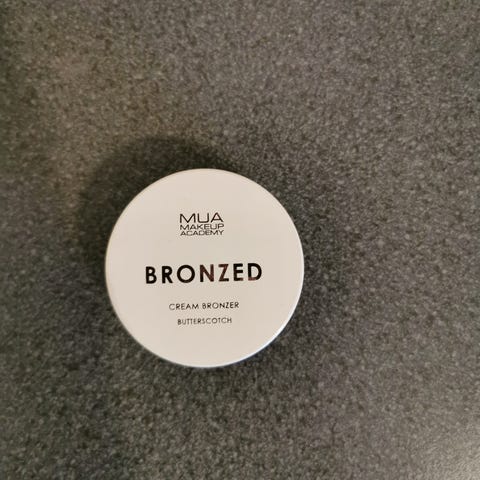 MUA
MAKEUP
ACADEMY
BRONZED
CREAM BRONZER
BUTTERSCOTCH